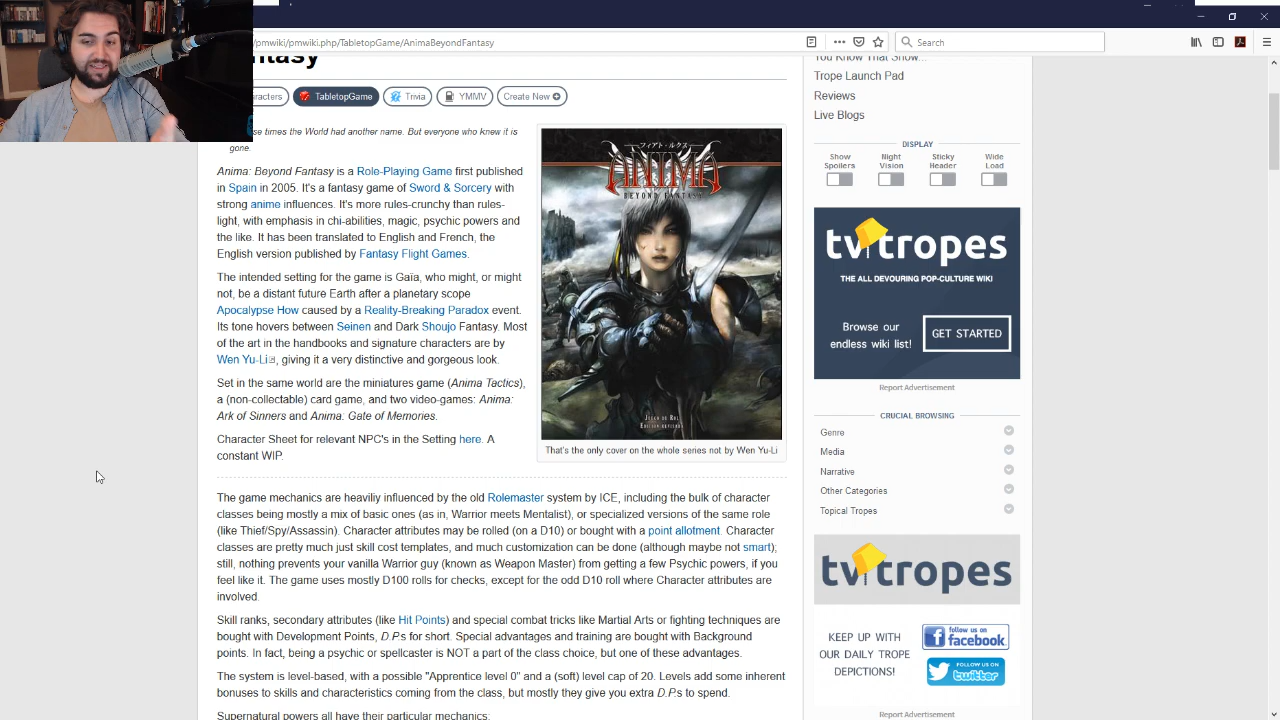 /pmwiki/pmwiki.php/TabletopGame/AnimaBeyondFantasy
Search
TabletopGame
Trivia
YMMV
Create New
se times the World had another name. But everyone who knew it is
gone.
Anima: Beyond Fantasy is a Role-Playing Game first published
in Spain in 2005. It's a fantasy game of Sword & Sorcery with
strong anime influences. It's more rules-crunchy than rules-
light, with emphasis in chi-abilities, magic, psychic powers and
the like. It has been translated to English and French, the
English version published by Fantasy Flight Games.
The intended setting for the game is Gaïa, who might, or might
not, be a distant future Earth after a planetary scope
Apocalypse How caused by a Reality-Breaking Paradox event.
Its tone hovers between Seinen and Dark Shoujo Fantasy. Most
of the art in the handbooks and signature characters are by
Wen Yu-Li, giving it a very distinctive and gorgeous look.
Set in the same world are the miniatures game (Anima Tactics),
a (non-collectable) card game, and two video-games: Anima:
Ark of Sinners and Anima: Gate of Memories.
Character Sheet for relevant NPC's in the Setting here. A
constant WIP.
フィアト・ルクス
ANIMA
BEYOND FANTASY
JUEGO DE ROL
That's the only cover on the whole series not by Wen Yu-Li
The game mechanics are heaviliy influenced by the old Rolemaster system by ICE, including the bulk of character
classes being mostly a mix of basic ones (as in, Warrior meets Mentalist), or specialized versions of the same role
(like Thief/Spy/Assassin). Character attributes may be rolled (on a D10) or bought with a point allotment. Character
classes are pretty much just skill cost templates, and much customization can be done (although maybe not smart);
still, nothing prevents your vanilla Warrior guy (known as Weapon Master) from getting a few Psychic powers, if you
feel like it. The game uses mostly D100 rolls for checks, except for the odd D10 roll where Character attributes are
involved.
Skill ranks, secondary attributes (like Hit Points) and special combat tricks like Martial Arts or fighting techniques are
bought with Development Points, D.P.s for short. Special advantages and training are bought with background
points. In fact, being a psychic or spellcaster is NOT a part of the class choice, but one of these advantages.
The system is level-based, with a possible "Apprentice level 0" and a (soft) level cap of 20. Levels add some inherent
bonuses to skills and characteristics coming from the class, but mostly they give you extra D.P.s to spend.
Supernatural powers all have their particular mechanics:
You Know That Show...
Trope Launch Pad
Reviews
Live Blogs
DISPLAY
Show Spoilers
Night Vision
Sticky Header
Wide Load
tvtropes
THE ALL DEVOURING POP-CULTURE WIKI
Browse our
endless wiki list!
GET STARTED
Report Advertisement
CRUCIAL BROWSING
Genre
Media
Narrative
Other Categories
Topical Tropes
tvtropes
KEEP UP WITH
OUR DAILY TROPE
DEPICTIONS!
follow us on
facebook
FOLLOW US ON
twitter
Report Advertisement